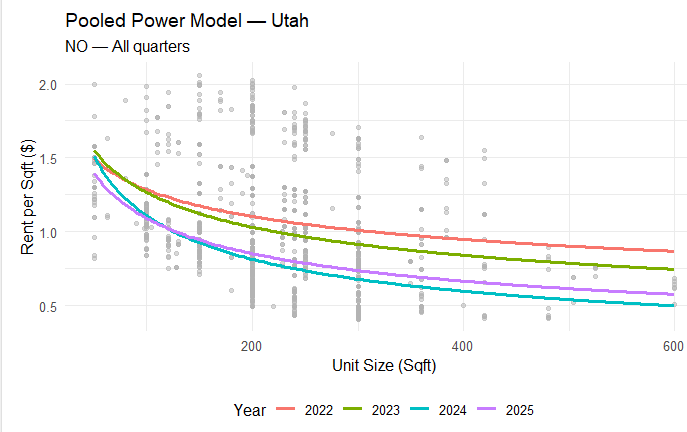 Pooled Power Model — Utah
NO — All quarters
2.0
1.5
1.0
0.5
Rent per Sqft ($)
200
400
600
Unit Size (Sqft)
Year
2022
2023
2024
2025